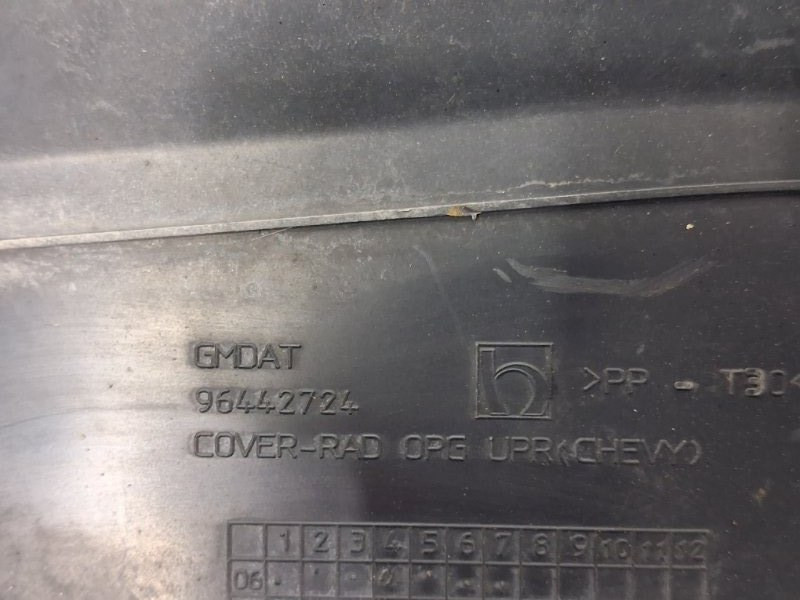 GMDAT
96442724
>PP - T30<
COVER-RAD OPG UPR(CHEVY)
1 2 3 4 5 6 7 8 9 10 11 12
06